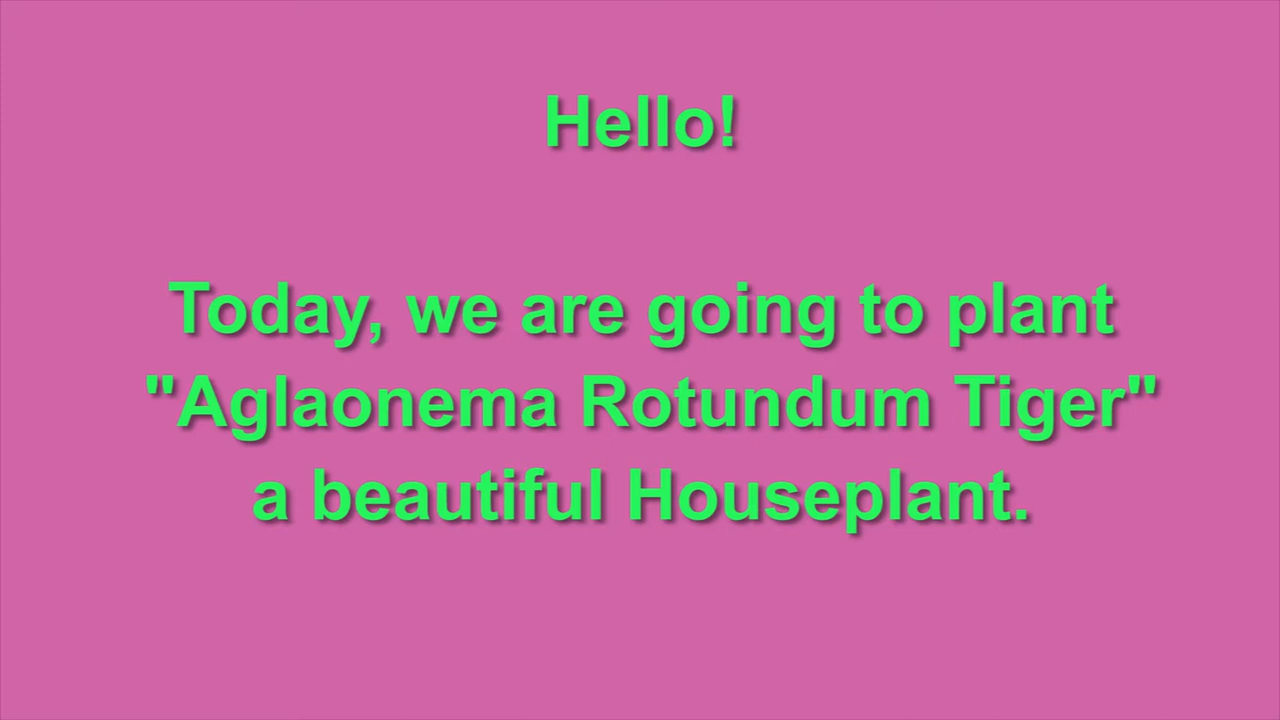 Hello!
Today, we are going to plant
"Aglaonema Rotundum Tiger"
a beautiful Houseplant.